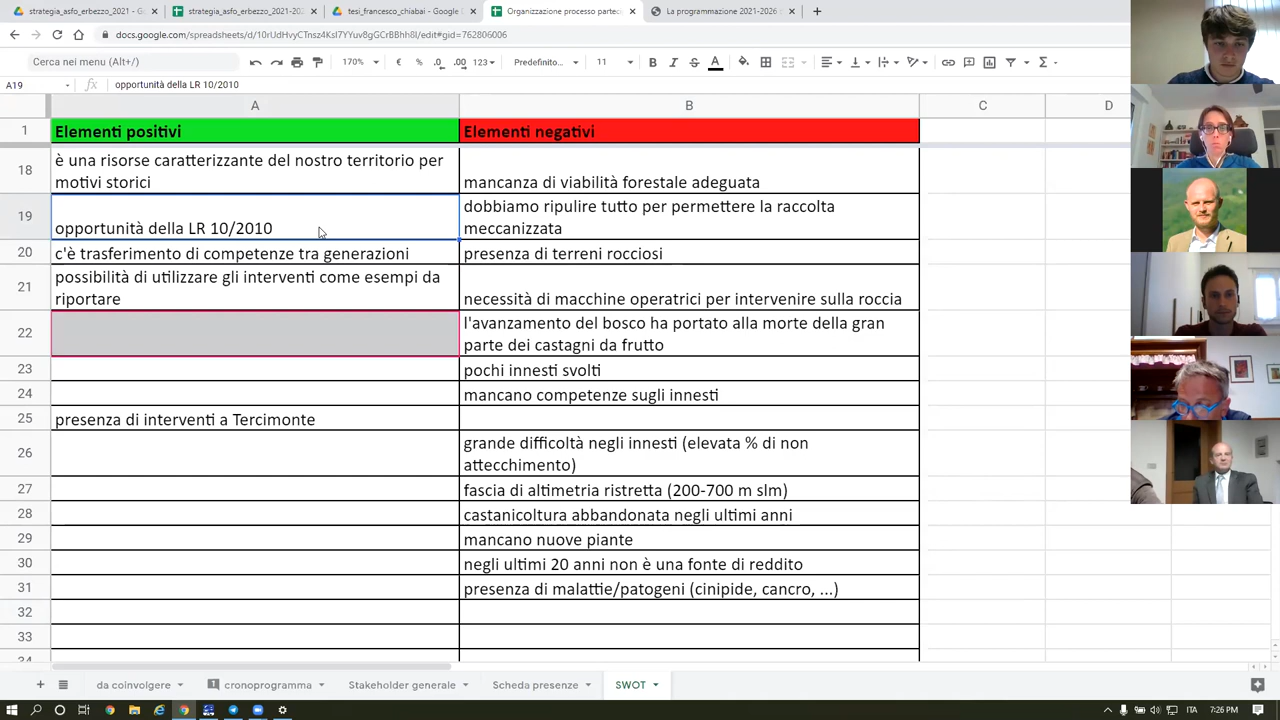 strategia_asfo_erbezzo_2021 - G
strategia_asfo_erbezzo_2021-202
tesi_francesco_chiabai - Google
Organizzazione processo partec
La programmazione 2021-2026
docs.google.com/spreadsheets/d/10rUdHvyCTnsz4Ksl7YYuv8gGCrBBhh8l/edit#gid=762806006
Cerca nei menu (Alt+/)
170%
€ % .0 .00 123
Predefinito...
11
B I S A
A19
fx
opportunità della LR 10/2010
A B C D
1 Elementi positivi Elementi negativi
18 è una risorse caratterizzante del nostro territorio per
motivi storici mancanza di viabilità forestale adeguata
19 opportunità della LR 10/2010
dobbiamo ripulire tutto per permettere la raccolta
meccanizzata
20 c'è trasferimento di competenze tra generazioni presenza di terreni rocciosi
21 possibilità di utilizzare gli interventi come esempi da
riportare necessità di macchine operatrici per intervenire sulla roccia
22 l'avanzamento del bosco ha portato alla morte della gran
parte dei castagni da frutto
23 pochi innesti svolti
24 mancano competenze sugli innesti
25 presenza di interventi a Tercimonte
26 grande difficoltà negli innesti (elevata % di non
attecchimento)
27 fascia di altimetria ristretta (200-700 m slm)
28 castanicoltura abbandonata negli ultimi anni
29 mancano nuove piante
30 negli ultimi 20 anni non è una fonte di reddito
31 presenza di malattie/patogeni (cinipide, cancro, ...)
32
33
34
da coinvolgere
cronoprogramma
Stakeholder generale
Scheda presenze
SWOT
ITA
7:26 PM